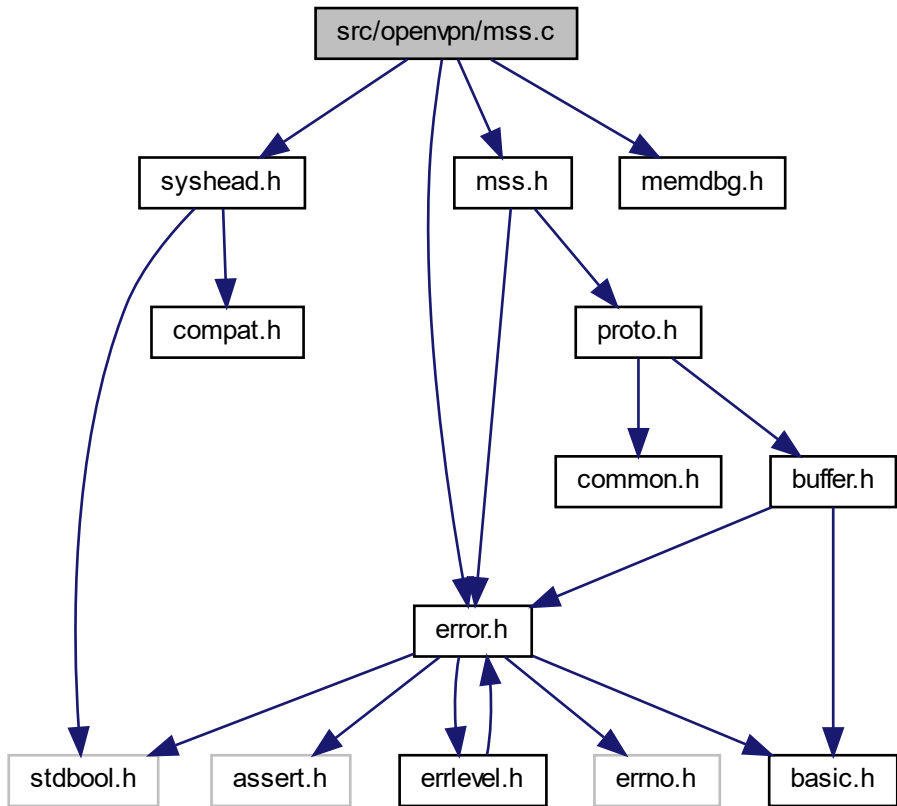 src/openvpn/mss.c
syshead.h
mss.h
memdbg.h
compat.h
proto.h
common.h
buffer.h
error.h
stdbool.h
assert.h
errlevel.h
errno.h
basic.h